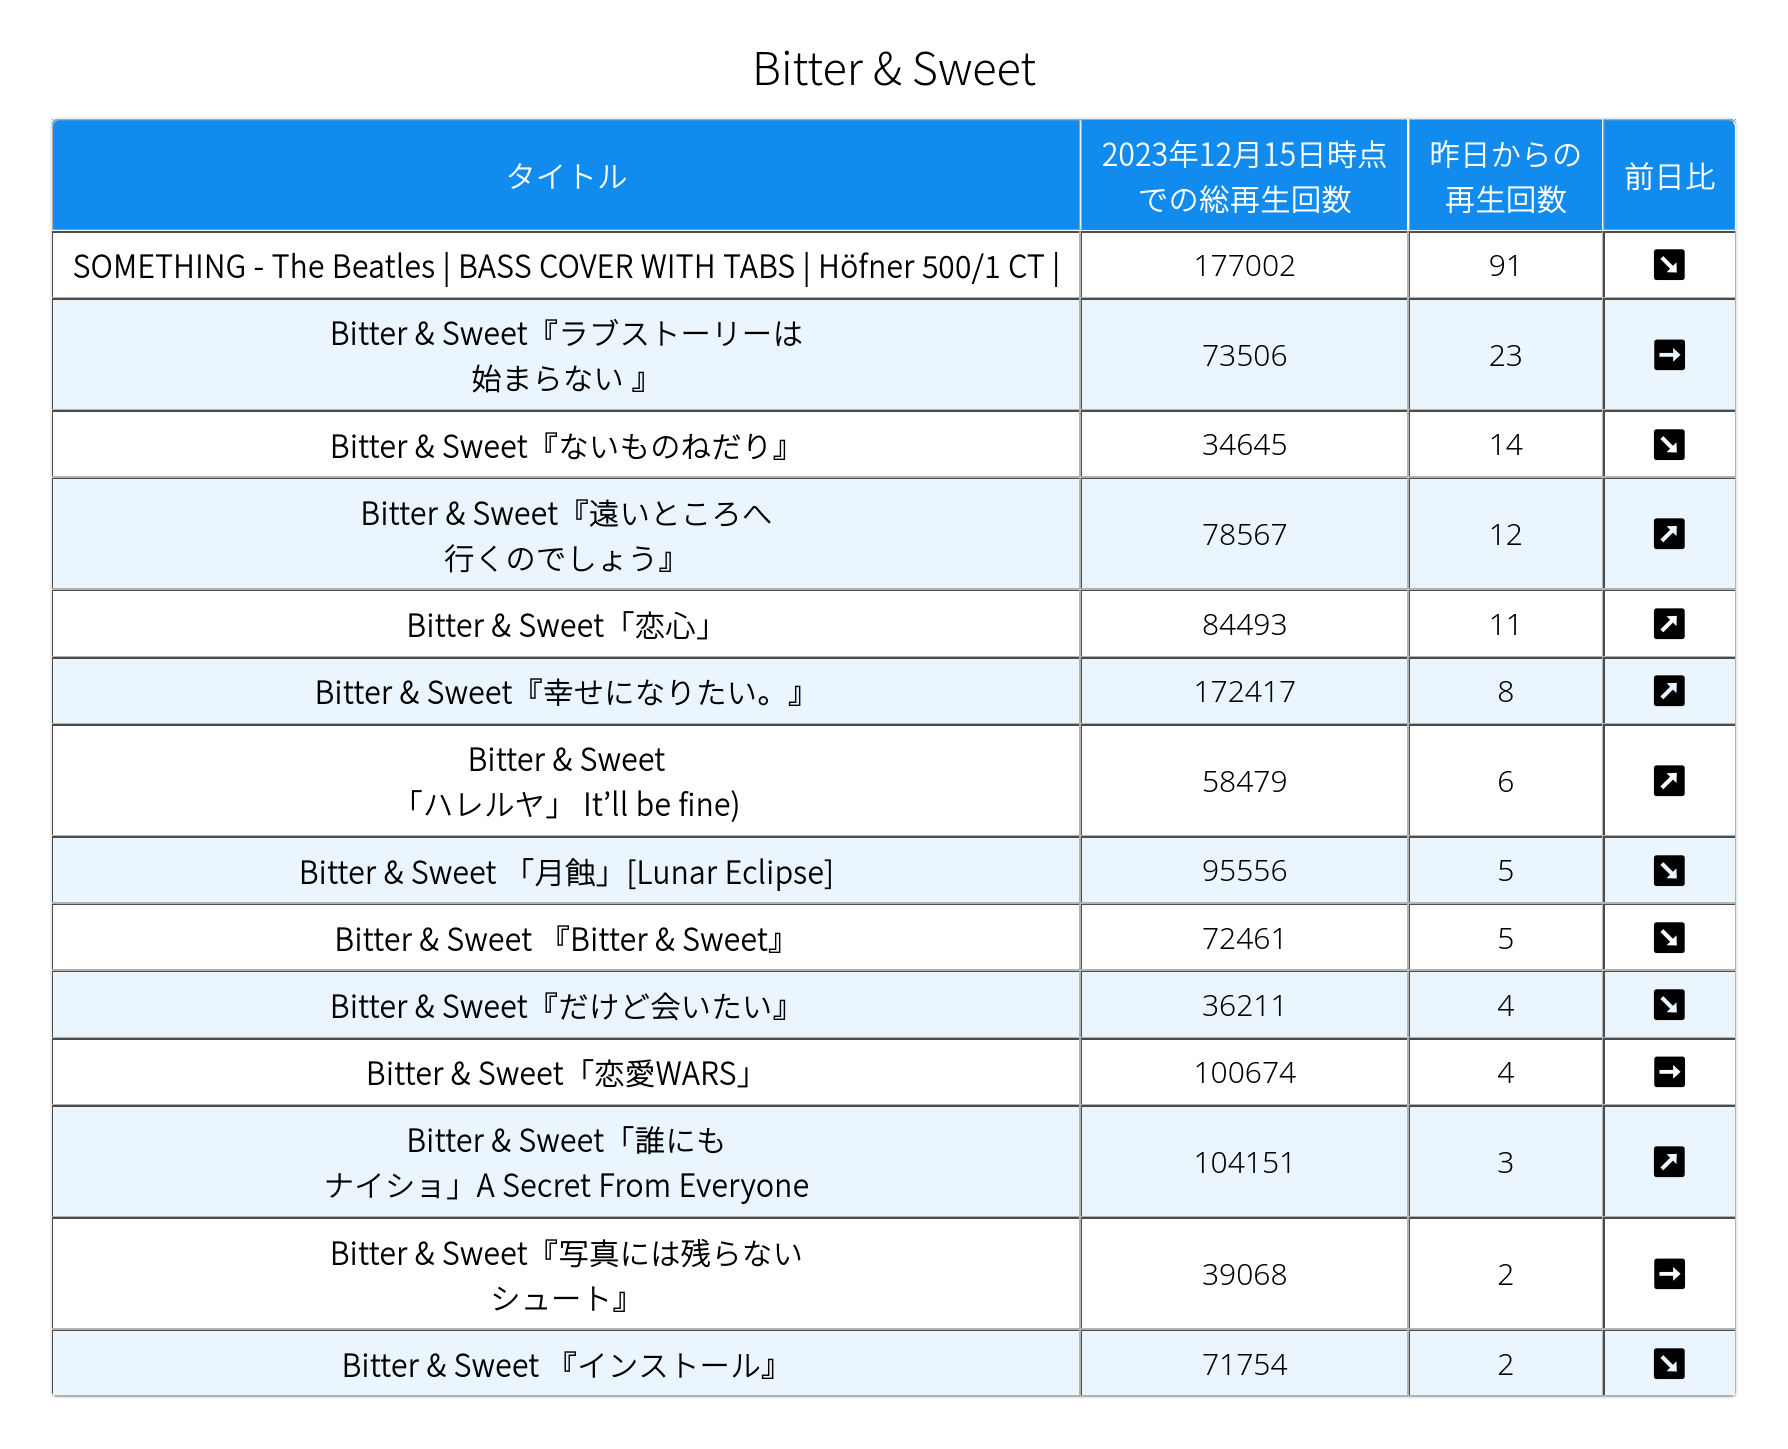 Bitter & Sweet
タイトル
2023年12月15日時点
での総再生回数
昨日からの
再生回数
前日比
SOMETHING - The Beatles | BASS COVER WITH TABS | Höfner 500/1 CT |
177002
91
Bitter & Sweet『ラブストーリーは
始まらない 』
73506
23
Bitter & Sweet『ないものねだり』
34645
14
Bitter & Sweet『遠いところへ
行くのでしょう』
78567
12
Bitter & Sweet「恋心」
84493
11
Bitter & Sweet『幸せになりたい。』
172417
8
Bitter & Sweet
「ハレルヤ」 It’ll be fine)
58479
6
Bitter & Sweet 「月蝕」[Lunar Eclipse]
95556
5
Bitter & Sweet 『Bitter & Sweet』
72461
5
Bitter & Sweet『だけど会いたい』
36211
4
Bitter & Sweet「恋愛WARS」
100674
4
Bitter & Sweet「誰にも
ナイショ」A Secret From Everyone
104151
3
Bitter & Sweet『写真には残らない
シュート』
39068
2
Bitter & Sweet 『インストール』
71754
2